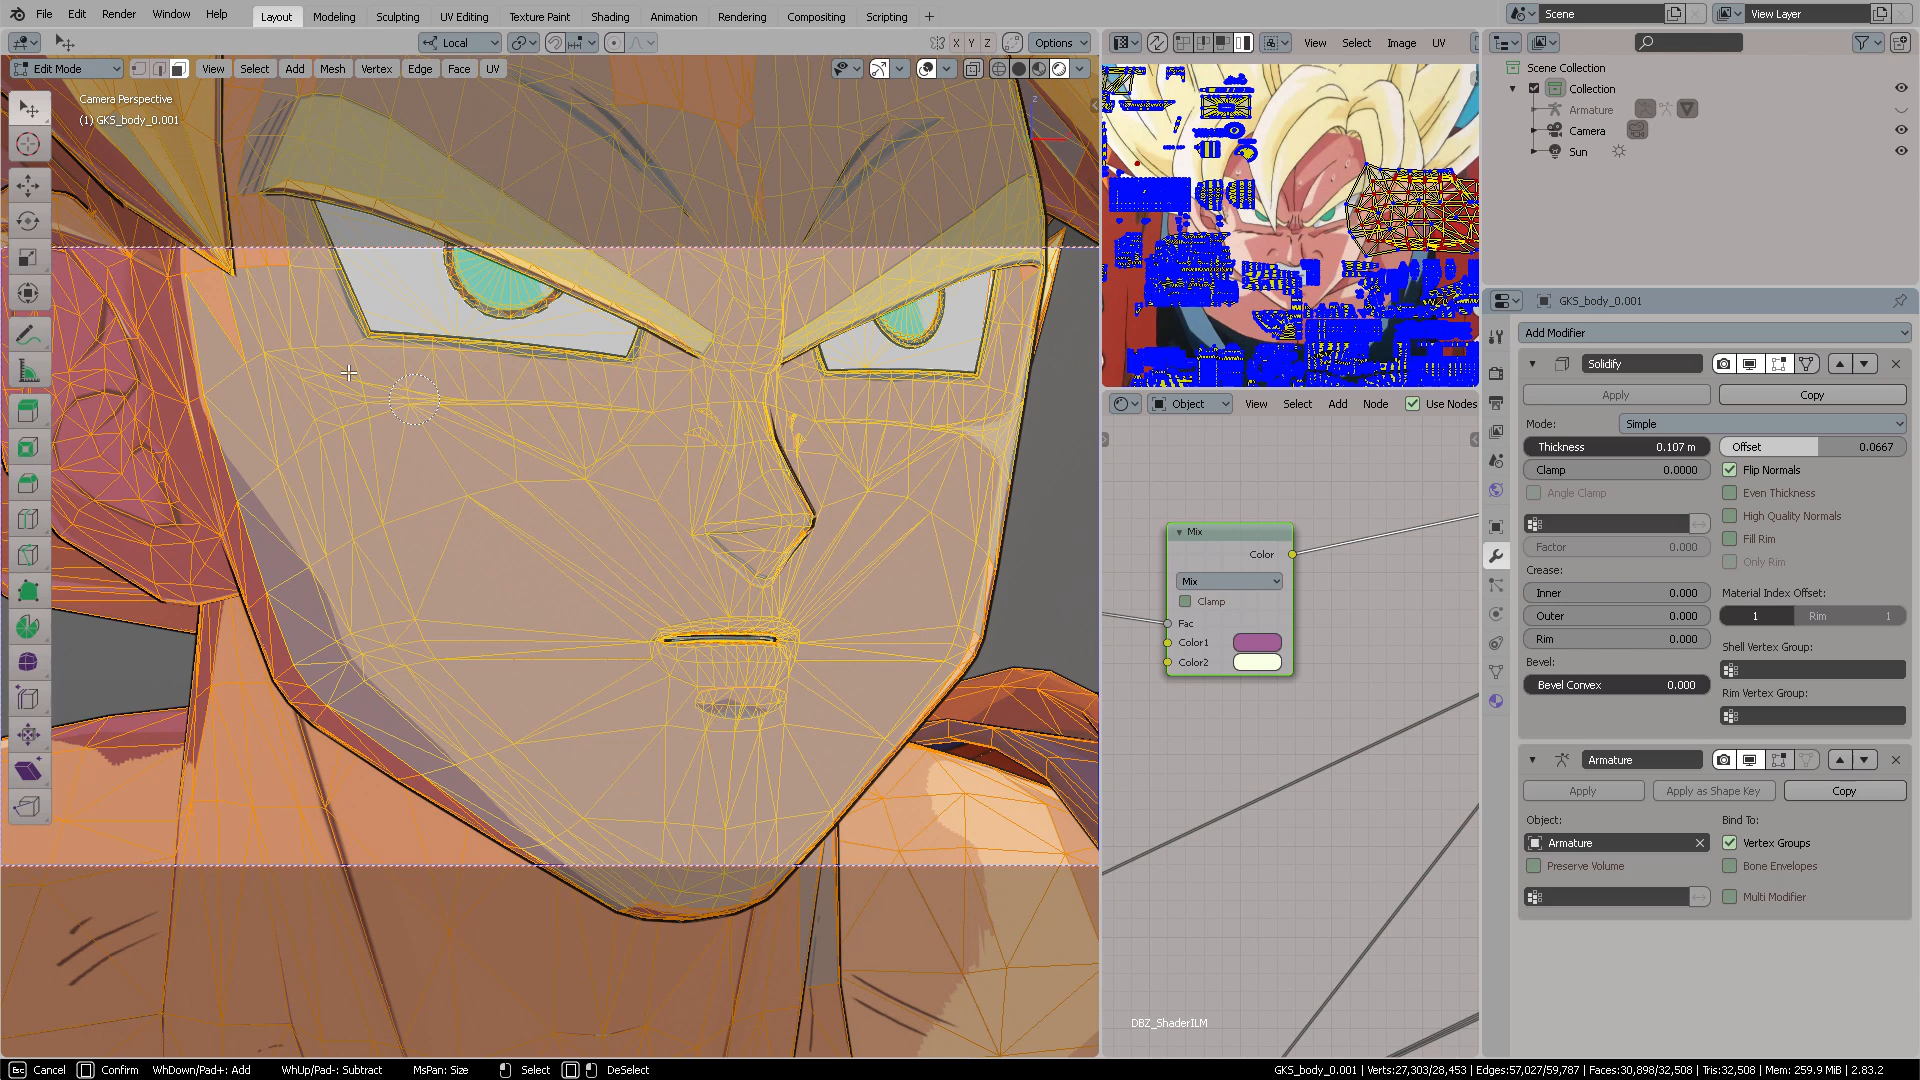 File Edit Render Window Help Layout Modeling Sculpting UV Editing Texture Paint Shading Animation Rendering Compositing Scripting + Scene View Layer
Local X Y Z Options View Select Image UV
Edit Mode View Select Add Mesh Vertex Edge Face UV
Camera Perspective
(1) GKS_body_0.001
Z
Scene Collection
Collection
Armature
Camera
Sun
GKS_body_0.001
Add Modifier
Solidify
Apply Copy
Mode: Simple
Thickness 0.107 m Offset 0.0667
Clamp 0.0000 Flip Normals
Angle Clamp Even Thickness
High Quality Normals
Fill Rim
Factor 0.000 Only Rim
Crease:
Inner 0.000 Material Index Offset:
Outer 0.000 1 Rim 1
Rim 0.000 Shell Vertex Group:
Bevel:
Bevel Convex 0.000 Rim Vertex Group:
Armature
Apply Apply as Shape Key Copy
Object: Bind To:
Armature Vertex Groups
Preserve Volume Bone Envelopes
Multi Modifier
Object View Select Add Node Use Nodes
Mix
Color
Mix
Clamp
Fac
Color1
Color2
DBZ_ShaderILM
Esc Cancel Confirm WhDown/Pad+: Add WhUp/Pad-: Subtract MsPan: Size Select DeSelect GKS_body_0.001 | Verts:27,303/28,453 | Edges:57,027/59,787 | Faces:30,898/32,508 | Tris:32,508 | Mem: 259.9 MiB | 2.83.2